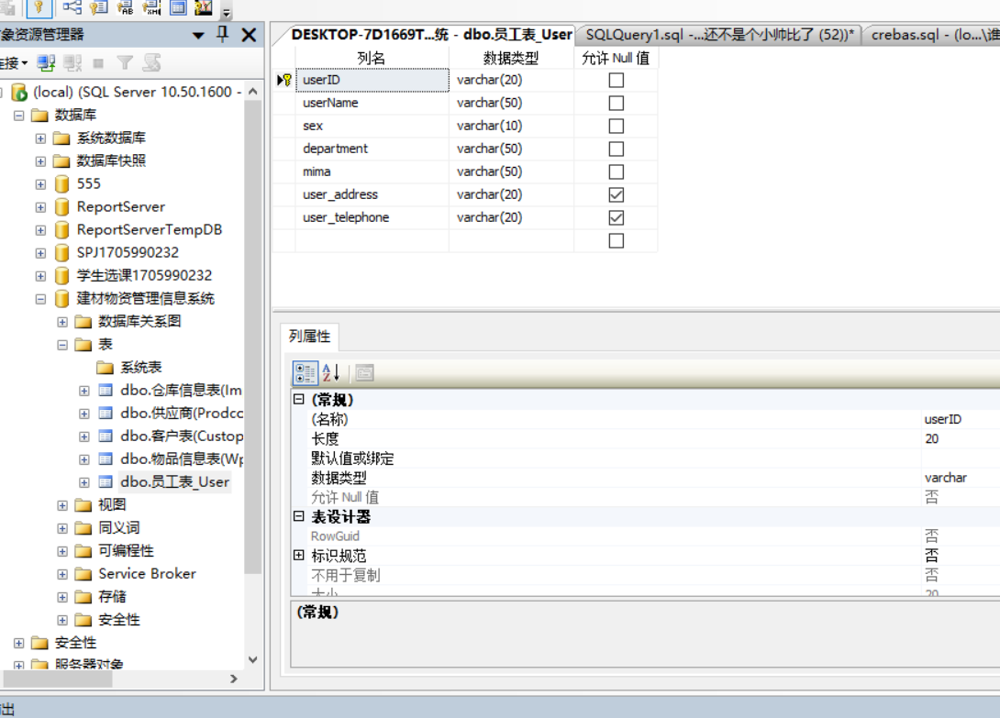 象资源管理器
连接
(local) (SQL Server 10.50.1600 -
数据库
系统数据库
数据库快照
555
ReportServer
ReportServerTempDB
SPJ1705990232
学生选课1705990232
建材物资管理信息系统
数据库关系图
表
系统表
dbo.仓库信息表(Im
dbo.供应商(Prodcc
dbo.客户表(Custop
dbo.物品信息表(Wp
dbo.员工表_User
视图
同义词
可编程性
Service Broker
存储
安全性
安全性
服务器对象
DESKTOP-7D1669T...统 - dbo.员工表_User
SQLQuery1.sql -...还不是个小帅比了 (52))*
crebas.sql - (lo...\谁
列名 数据类型 允许 Null 值
userID varchar(20)
userName varchar(50)
sex varchar(10)
department varchar(50)
mima varchar(50)
user_address varchar(20)
user_telephone varchar(20)
列属性
(常规)
(名称) userID
长度 20
默认值或绑定
数据类型 varchar
允许 Null 值 否
表设计器
RowGuid 否
标识规范 否
不用于复制 否
大小 20
(常规)
出